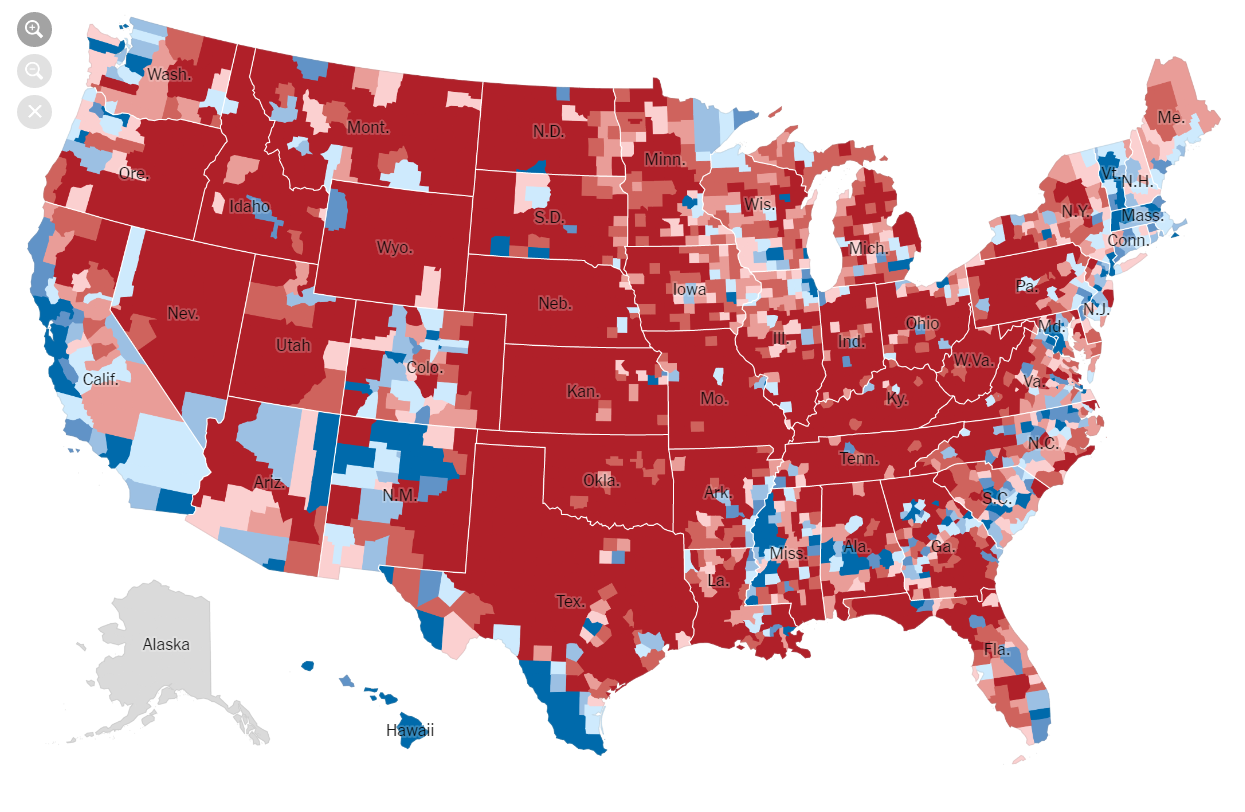 Wash.
Mont.
N.D.
Minn.
Me.
Ore.
Idaho
S.D.
Wis.
Vt.
N.H.
N.Y.
Mass.
Wyo.
Mich.
Conn.
Nev.
Neb.
Iowa
Pa.
N.J.
Utah
Colo.
Ill.
Ind.
Ohio
Md.
Calif.
Kan.
Mo.
W.Va.
Ky.
Va.
Ariz.
N.M.
Okla.
Ark.
Tenn.
N.C.
S.C.
Tex.
La.
Miss.
Ala.
Ga.
Alaska
Fla.
Hawaii